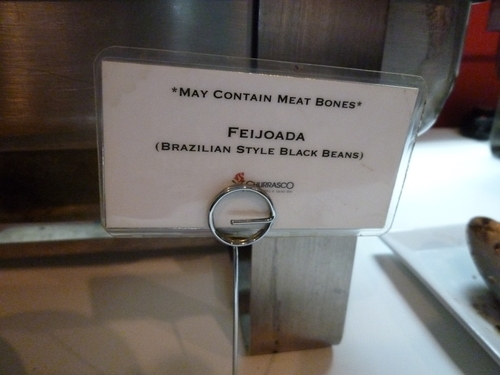 *May Contain Meat Bones*
Feijoada
(Brazilian Style Black Beans)
Churrasco